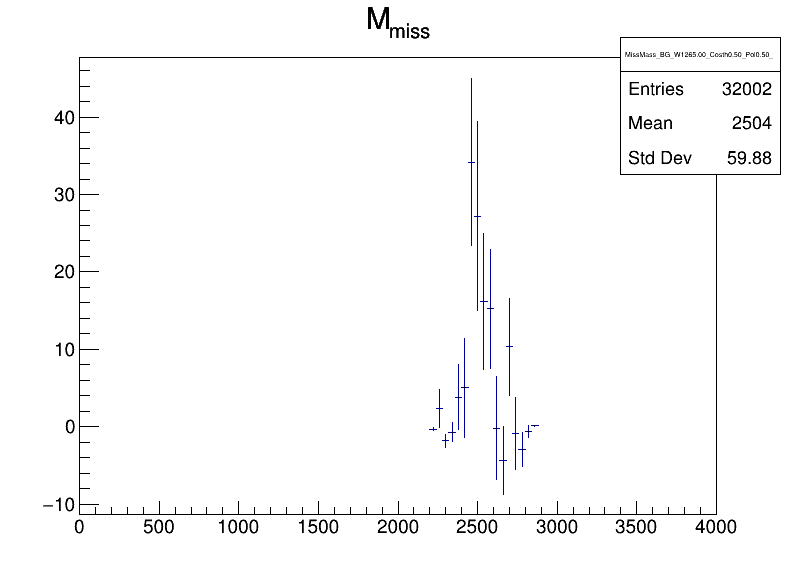 M_miss
MissMass_BG_W1265.00_Costh0.50_Pol0.50_
Entries 32002
Mean 2504
Std Dev 59.88
40
30
20
10
0
−10
0 500 1000 1500 2000 2500 3000 3500 4000